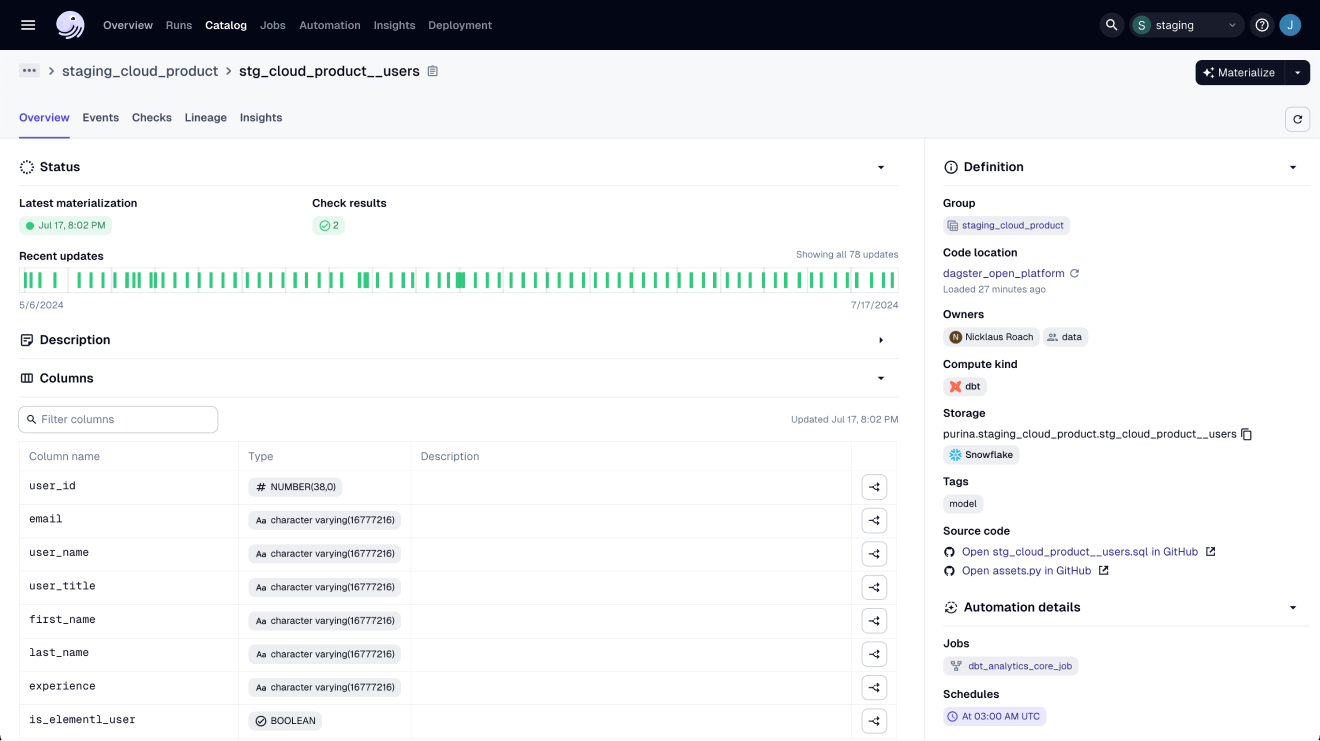 Overview Runs Catalog Jobs Automation Insights Deployment S staging J
••• > staging_cloud_product > stg_cloud_product__users
Materialize
Overview Events Checks Lineage Insights
Status
Latest materialization Check results
Jul 17, 8:02 PM 2
Recent updates Showing all 78 updates
5/6/2024 7/17/2024
Description
Columns
Filter columns Updated Jul 17, 8:02 PM
Column name Type Description
user_id # NUMBER(38,0)
email Aa character varying(16777216)
user_name Aa character varying(16777216)
user_title Aa character varying(16777216)
first_name Aa character varying(16777216)
last_name Aa character varying(16777216)
experience Aa character varying(16777216)
is_elementl_user BOOLEAN
Definition
Group
staging_cloud_product
Code location
dagster_open_platform
Loaded 27 minutes ago
Owners
N Nicklaus Roach data
Compute kind
dbt
Storage
purina.staging_cloud_product.stg_cloud_product__users
Snowflake
Tags
model
Source code
Open stg_cloud_product__users.sql in GitHub
Open assets.py in GitHub
Automation details
Jobs
dbt_analytics_core_job
Schedules
At 03:00 AM UTC